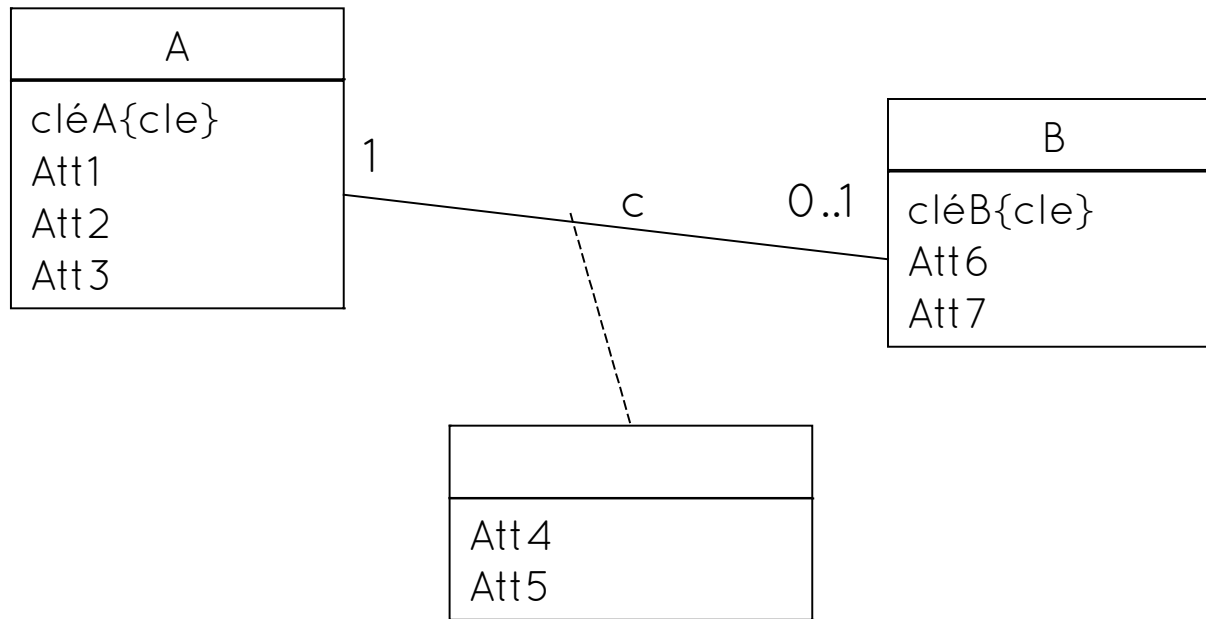 A
cléA{cle}
Att1
Att2
Att3
1
c
0..1
B
cléB{cle}
Att6
Att7
Att4
Att5